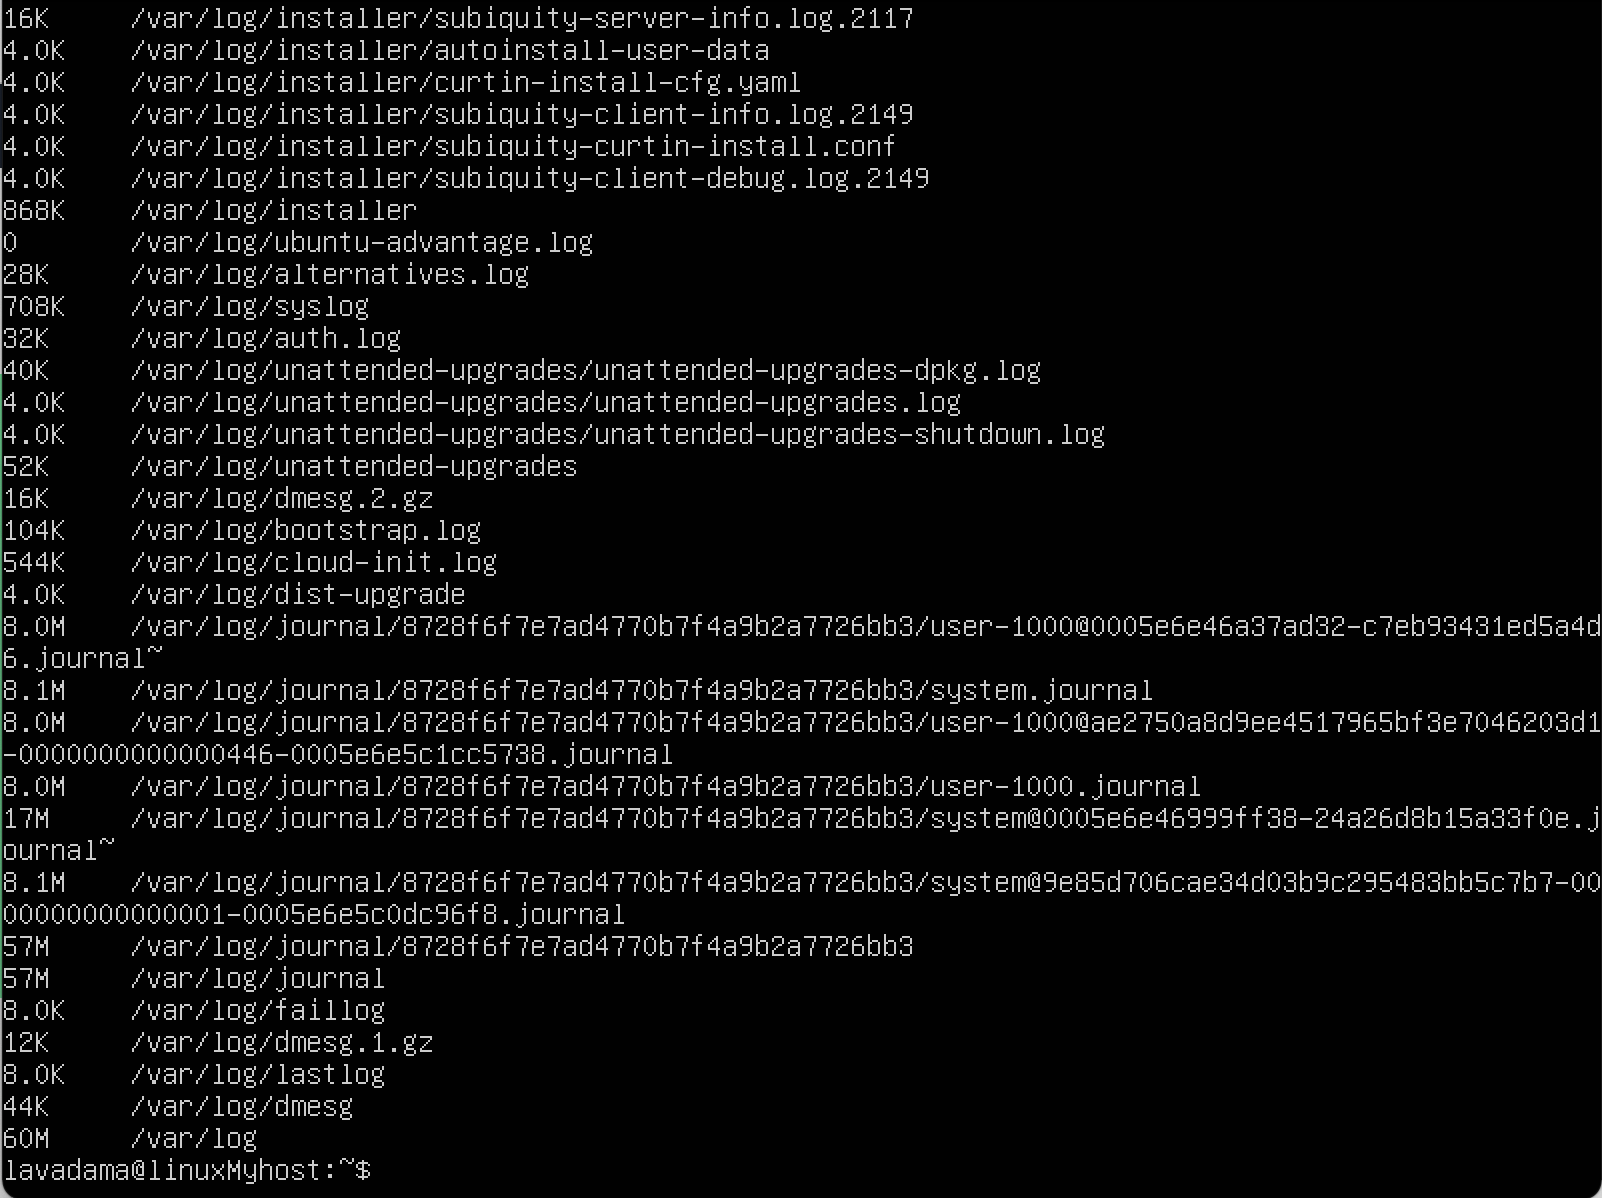 16K     /var/log/installer/subiquity-server-info.log.2117
4.0K    /var/log/installer/autoinstall-user-data
4.0K    /var/log/installer/curtin-install-cfg.yaml
4.0K    /var/log/installer/subiquity-client-info.log.2149
4.0K    /var/log/installer/subiquity-curtin-install.conf
4.0K    /var/log/installer/subiquity-client-debug.log.2149
868K    /var/log/installer
0       /var/log/ubuntu-advantage.log
28K     /var/log/alternatives.log
708K    /var/log/syslog
32K     /var/log/auth.log
40K     /var/log/unattended-upgrades/unattended-upgrades-dpkg.log
4.0K    /var/log/unattended-upgrades/unattended-upgrades.log
4.0K    /var/log/unattended-upgrades/unattended-upgrades-shutdown.log
52K     /var/log/unattended-upgrades
16K     /var/log/dmesg.2.gz
104K    /var/log/bootstrap.log
544K    /var/log/cloud-init.log
4.0K    /var/log/dist-upgrade
8.0M    /var/log/journal/8728f6f7e7ad4770b7f4a9b2a7726bb3/user-1000@0005e6e46a37ad32-c7eb93431ed5a4d
6.journal~
8.1M    /var/log/journal/8728f6f7e7ad4770b7f4a9b2a7726bb3/system.journal
8.0M    /var/log/journal/8728f6f7e7ad4770b7f4a9b2a7726bb3/user-1000@ae2750a8d9ee4517965bf3e7046203d1
-0000000000000446-0005e6e5c1cc5738.journal
8.0M    /var/log/journal/8728f6f7e7ad4770b7f4a9b2a7726bb3/user-1000.journal
17M     /var/log/journal/8728f6f7e7ad4770b7f4a9b2a7726bb3/system@0005e6e46999ff38-24a26d8b15a33f0e.j
ournal~
8.1M    /var/log/journal/8728f6f7e7ad4770b7f4a9b2a7726bb3/system@9e85d706cae34d03b9c295483bb5c7b7-00
00000000000001-0005e6e5c0dc96f8.journal
57M     /var/log/journal/8728f6f7e7ad4770b7f4a9b2a7726bb3
57M     /var/log/journal
8.0K    /var/log/faillog
12K     /var/log/dmesg.1.gz
8.0K    /var/log/lastlog
44K     /var/log/dmesg
60M     /var/log
lavadama@linuxMyhost:~$